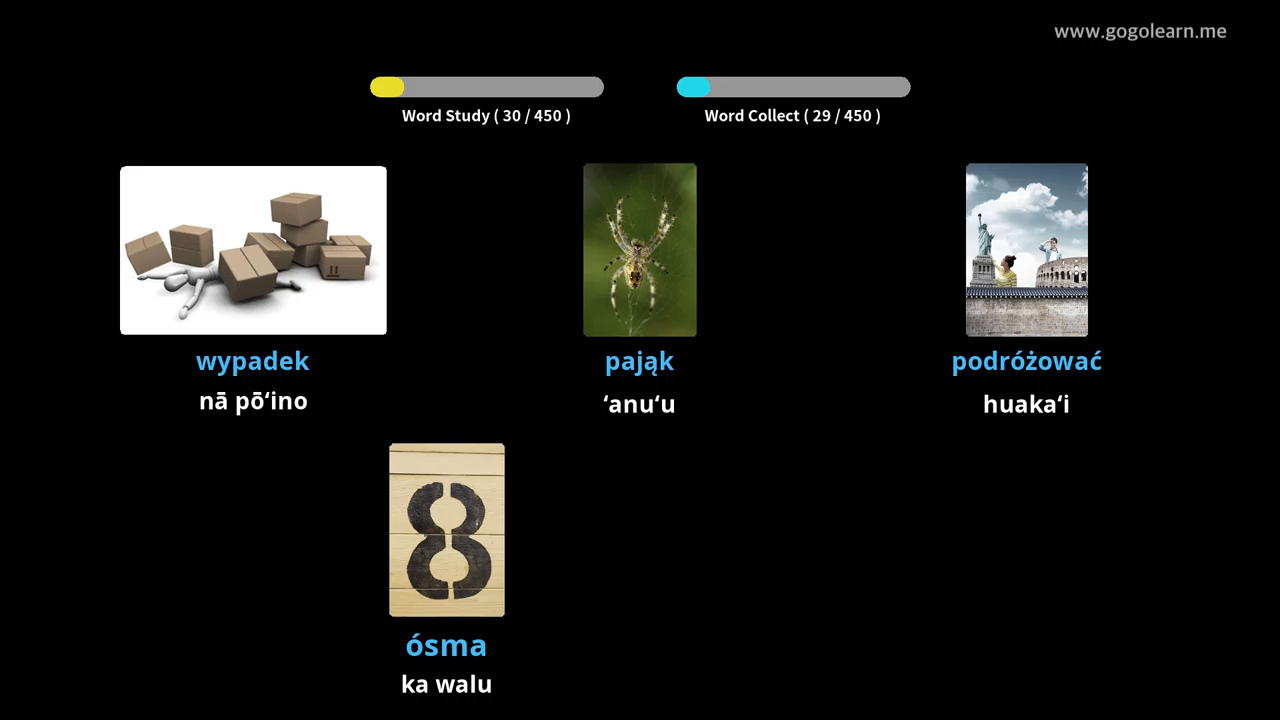 www.gogolearn.me
Word Study ( 30 / 450 )
Word Collect ( 29 / 450 )
wypadek
pająk
podróżować
nā pōʻino
ʻanuʻu
huakaʻi
8
ósma
ka walu